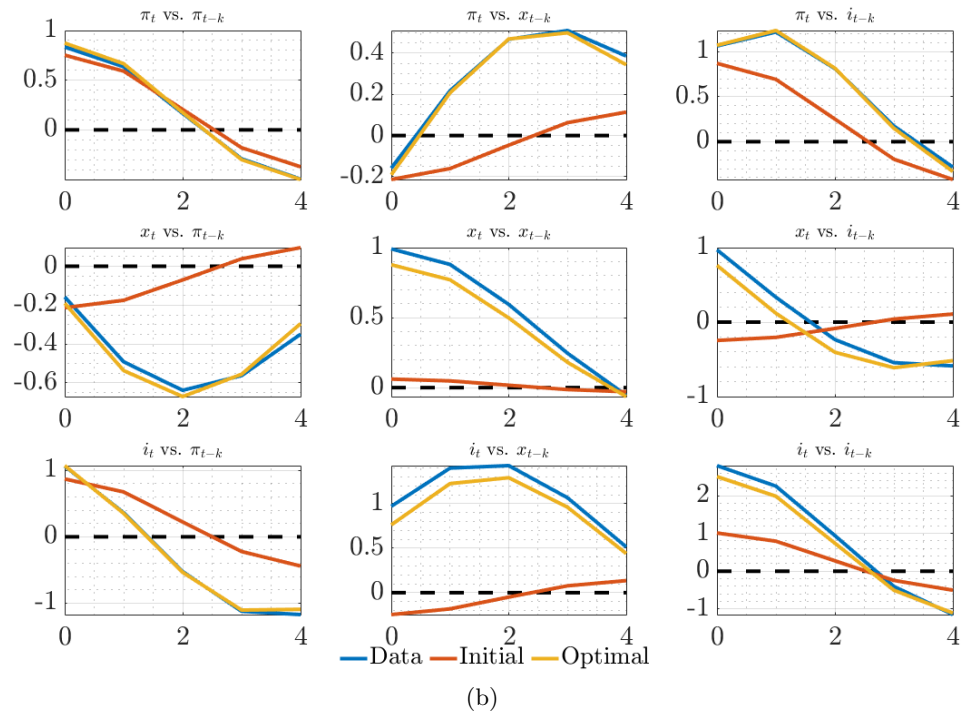 π_t vs. π_{t−k}
π_t vs. x_{t−k}
π_t vs. i_{t−k}
1
0.5
0
0 2 4
0.4
0.2
0
-0.2
0 2 4
1
0.5
0
0 2 4
x_t vs. π_{t−k}
x_t vs. x_{t−k}
x_t vs. i_{t−k}
0
-0.2
-0.4
-0.6
0 2 4
1
0.5
0
0 2 4
1
0
-1
0 2 4
i_t vs. π_{t−k}
i_t vs. x_{t−k}
i_t vs. i_{t−k}
1
0
-1
0 2 4
1
0.5
0
0 2 4
2
1
0
-1
0 2 4
Data Initial Optimal
(b)